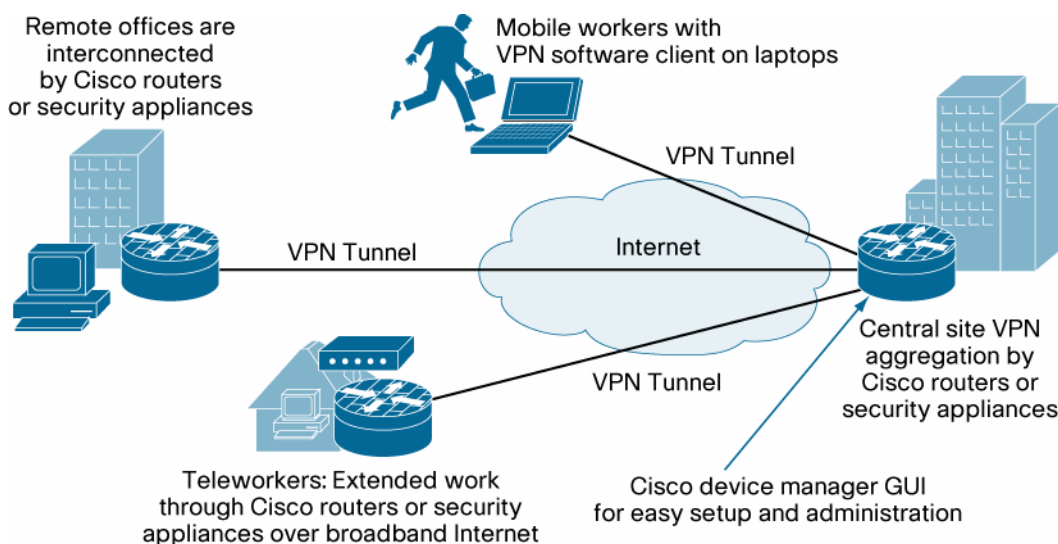 Remote offices are
interconnected
by Cisco routers
or security appliances
Mobile workers with
VPN software client on laptops
VPN Tunnel
VPN Tunnel
Internet
VPN Tunnel
Central site VPN
aggregation by
Cisco routers or
security appliances
Teleworkers: Extended work
through Cisco routers or security
appliances over broadband Internet
Cisco device manager GUI
for easy setup and administration